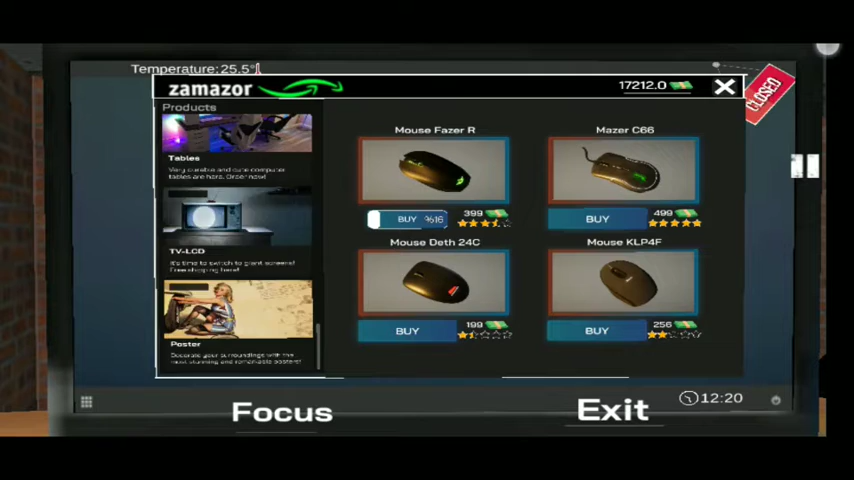 Temperature: 25.5°
zamazor
17212.0
CLOSED
Products
Tables
Very durable and cute computer
tables are here. Order now!
TV-LCD
It's time to switch to giant screens!
Free shipping here!
Poster
Decorate your surroundings with the
most stunning and remarkable posters!
Mouse Fazer R
BUY %16
399
Mazer C66
BUY
499
Mouse Deth 24C
BUY
199
Mouse KLP4F
BUY
256
Focus
Exit
12:20